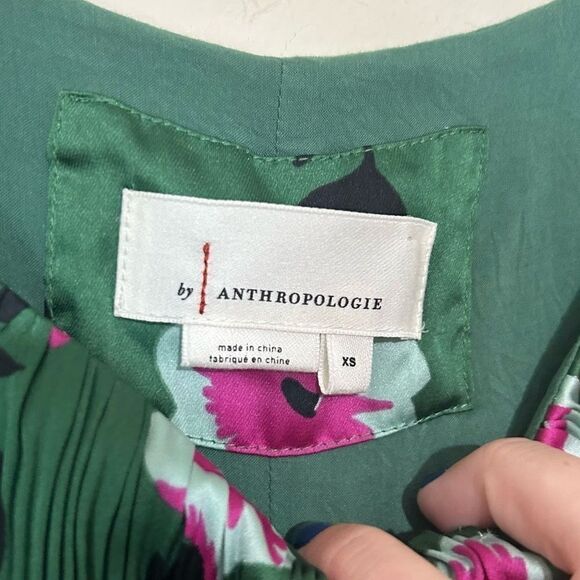 by ANTHROPOLOGIE
made in china
fabriqué en chine
XS